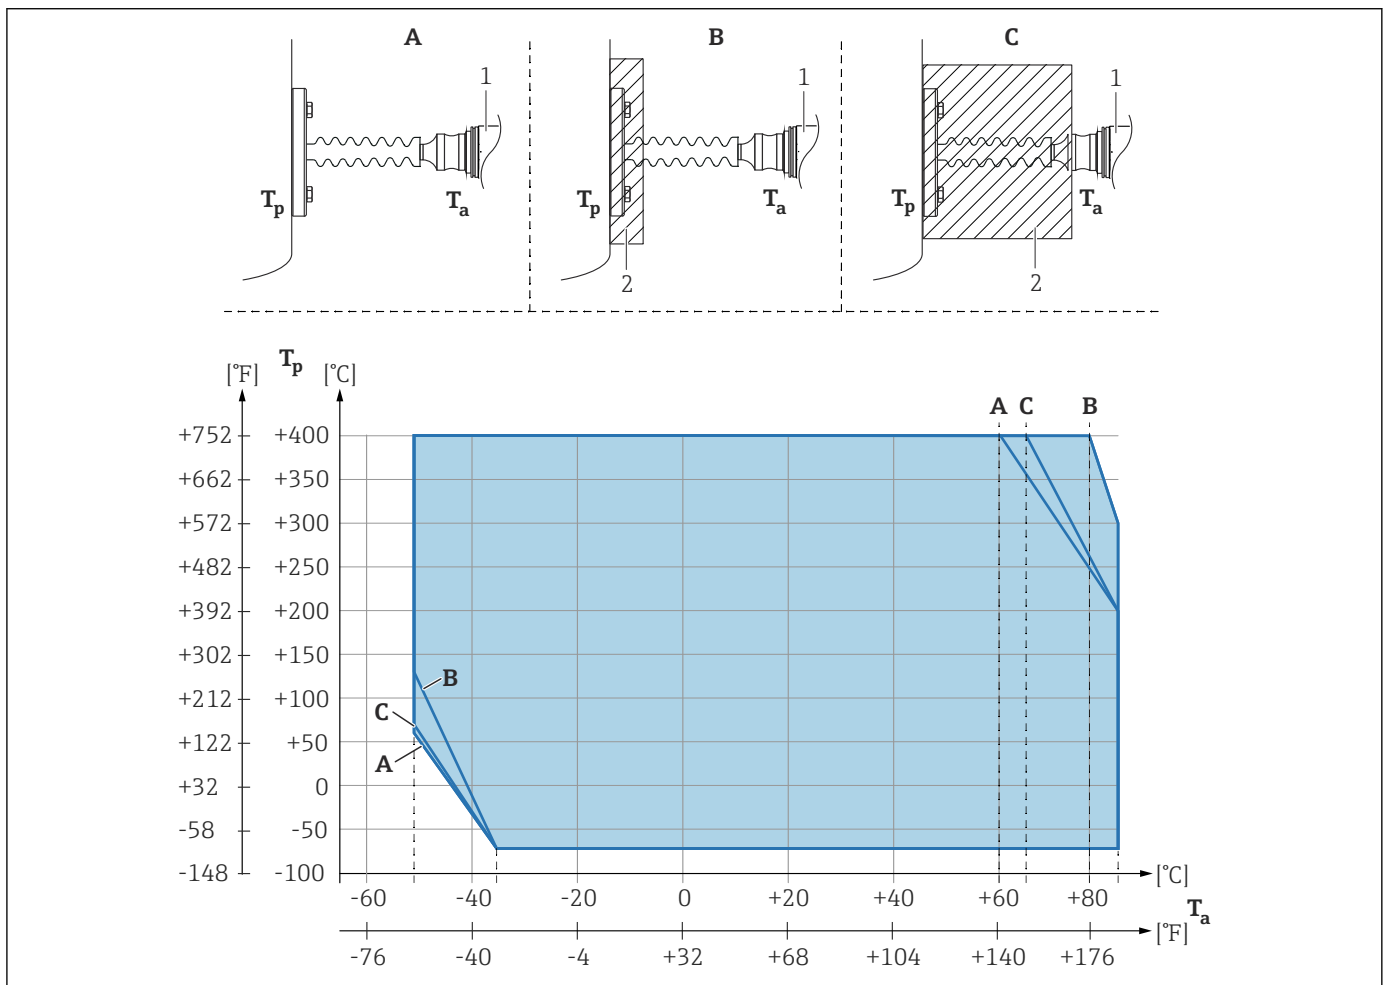 A B C
1 1 1
Tp Ta Tp Ta Tp Ta
2 2
Tp
[°F] [°C]
A C B
+752 +400
+662 +350
+572 +300
+482 +250
+392 +200
+302 +150
B
+212 +100
C
+122 +50
A
+32 0
-58 -50
-148 -100
[°C]
-60 -40 -20 0 +20 +40 +60 +80
Ta
[°F]
-76 -40 -4 +32 +68 +104 +140 +176